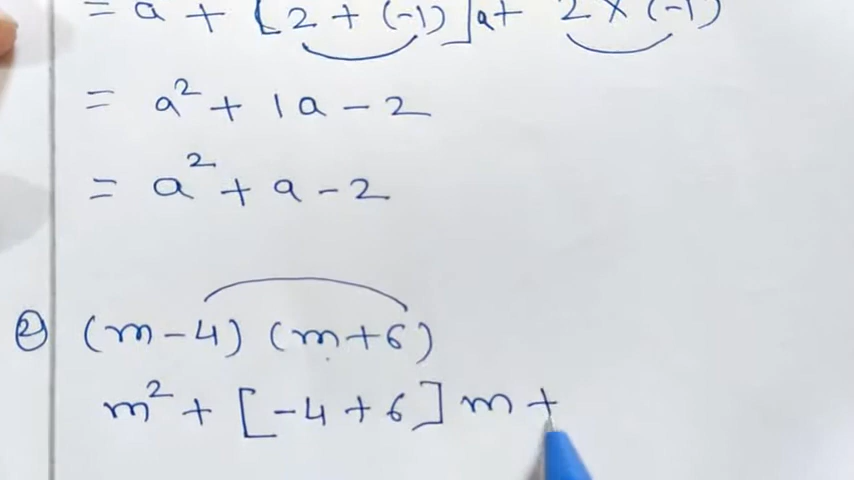 = a + [2 + (-1)]a + 2 × (-1)
= a² + 1a - 2
= a² + a - 2
② (m-4) (m+6)
m² + [-4 + 6] m +